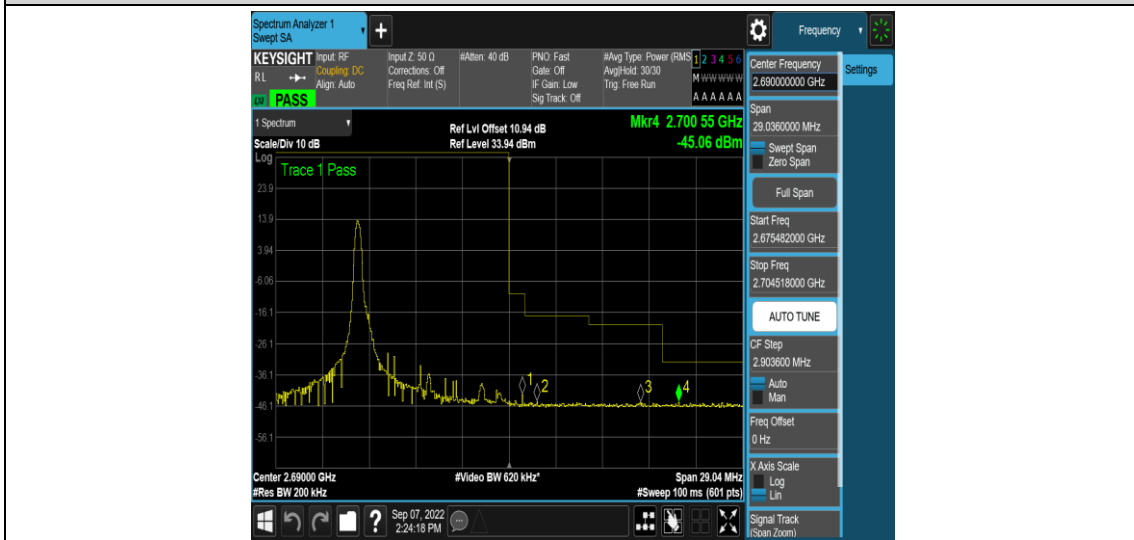 Spectrum Analyzer 1
Swept SA
+
Frequency
KEYSIGHT
RL
LXI
PASS
Input: RF
Coupling: DC
Align: Auto
Input Z: 50 Ω
Corrections: Off
Freq Ref: Int (S)
#Atten: 40 dB
PNO: Fast
Gate: Off
IF Gain: Low
Sig Track: Off
#Avg Type: Power (RMS
Avg|Hold: 30/30
Trig: Free Run
1 2 3 4 5 6
M W W W W W
A A A A A A
1 Spectrum
Scale/Div 10 dB
Ref Lvl Offset 10.94 dB
Ref Level 33.94 dBm
Mkr4 2.700 55 GHz
-45.06 dBm
Log
Trace 1 Pass
23.9
13.9
3.94
-6.06
-16.1
-26.1
-36.1
-46.1
-56.1
1
2
3
4
Center 2.69000 GHz
#Res BW 200 kHz
#Video BW 620 kHz*
Span 29.04 MHz
#Sweep 100 ms (601 pts)
Center Frequency
2.690000000 GHz
Settings
Span
29.0360000 MHz
Swept Span
Zero Span
Full Span
Start Freq
2.675482000 GHz
Stop Freq
2.704518000 GHz
AUTO TUNE
CF Step
2.903600 MHz
Auto
Man
Freq Offset
0 Hz
X Axis Scale
Log
Lin
Signal Track
(Span Zoom)
?
Sep 07, 2022
2:24:18 PM